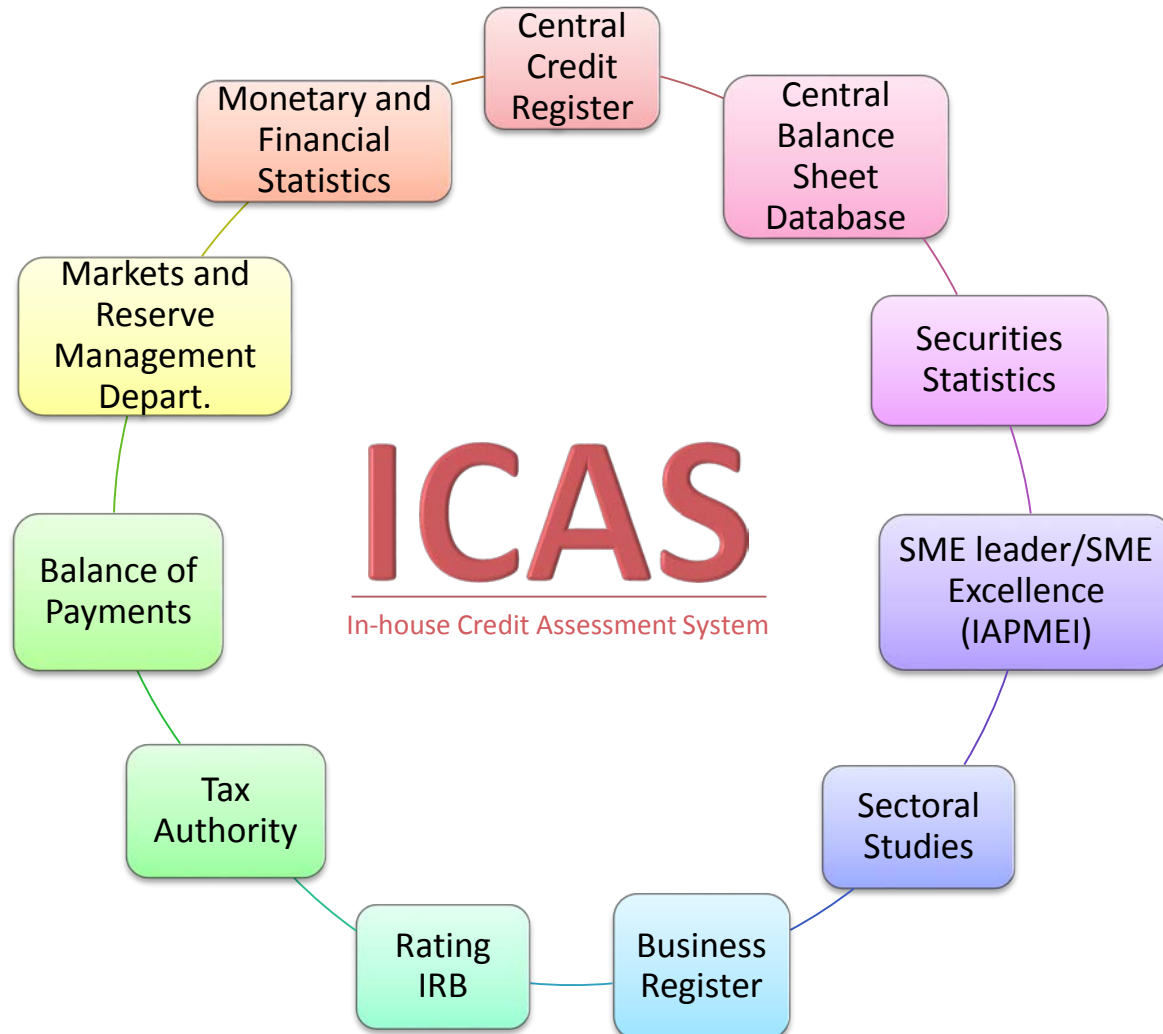 Central
Credit
Register
Central
Balance
Sheet
Database
Securities
Statistics
SME leader/SME
Excellence
(IAPMEI)
Sectoral
Studies
Business
Register
Rating
IRB
Tax
Authority
Balance of
Payments
Markets and
Reserve
Management
Depart.
Monetary and
Financial
Statistics
ICAS
In-house Credit Assessment System